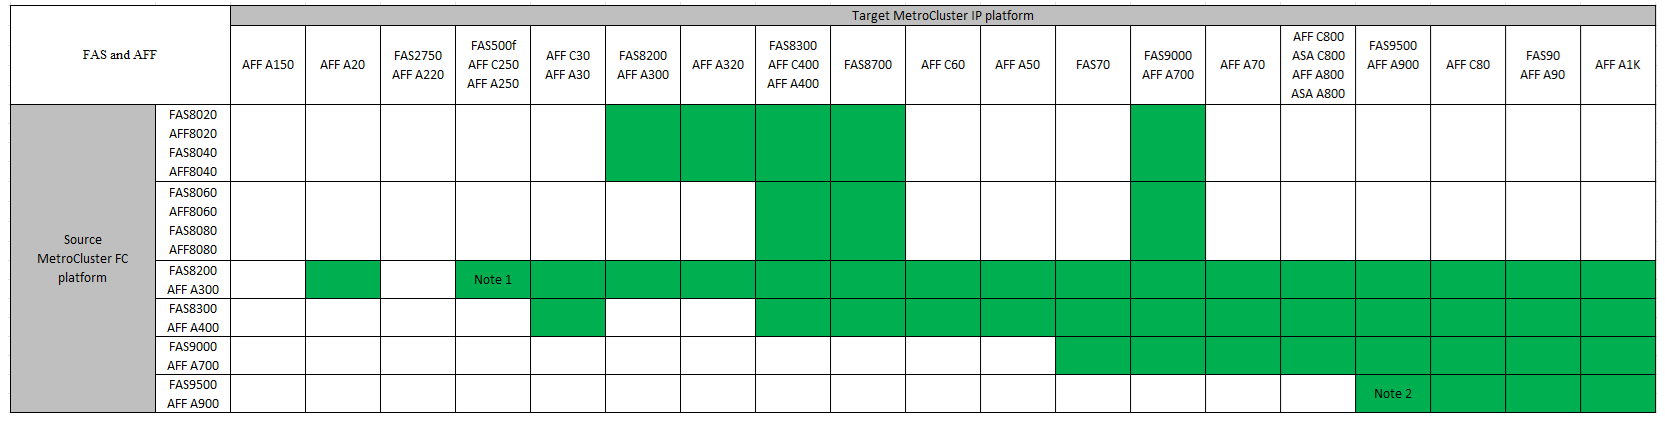 Target MetroCluster IP platform
FAS and AFF
AFF A150
AFF A20
FAS2750
AFF A220
FAS500f
AFF C250
AFF A250
AFF C30
AFF A30
FAS8200
AFF A300
AFF A320
FAS8300
AFF C400
AFF A400
FAS8700
AFF C60
AFF A50
FAS70
FAS9000
AFF A700
AFF A70
AFF C800
ASA C800
AFF A800
ASA A800
FAS9500
AFF A900
AFF C80
FAS90
AFF A90
AFF A1K
Source
MetroCluster FC
platform
FAS8020
AFF8020
FAS8040
AFF8040
FAS8060
AFF8060
FAS8080
AFF8080
FAS8200
AFF A300
Note 1
FAS8300
AFF A400
FAS9000
AFF A700
FAS9500
AFF A900
Note 2